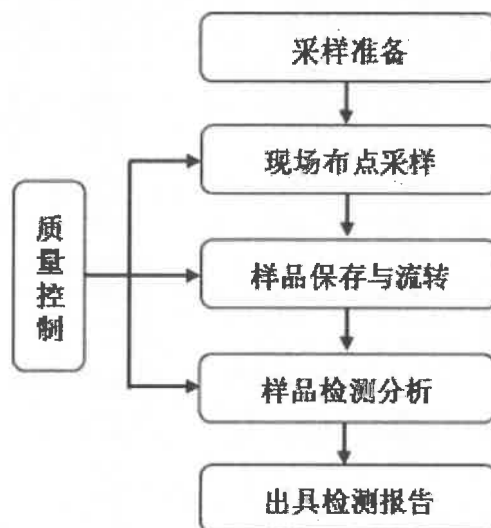 采样准备
现场布点采样
质量控制
样品保存与流转
样品检测分析
出具检测报告